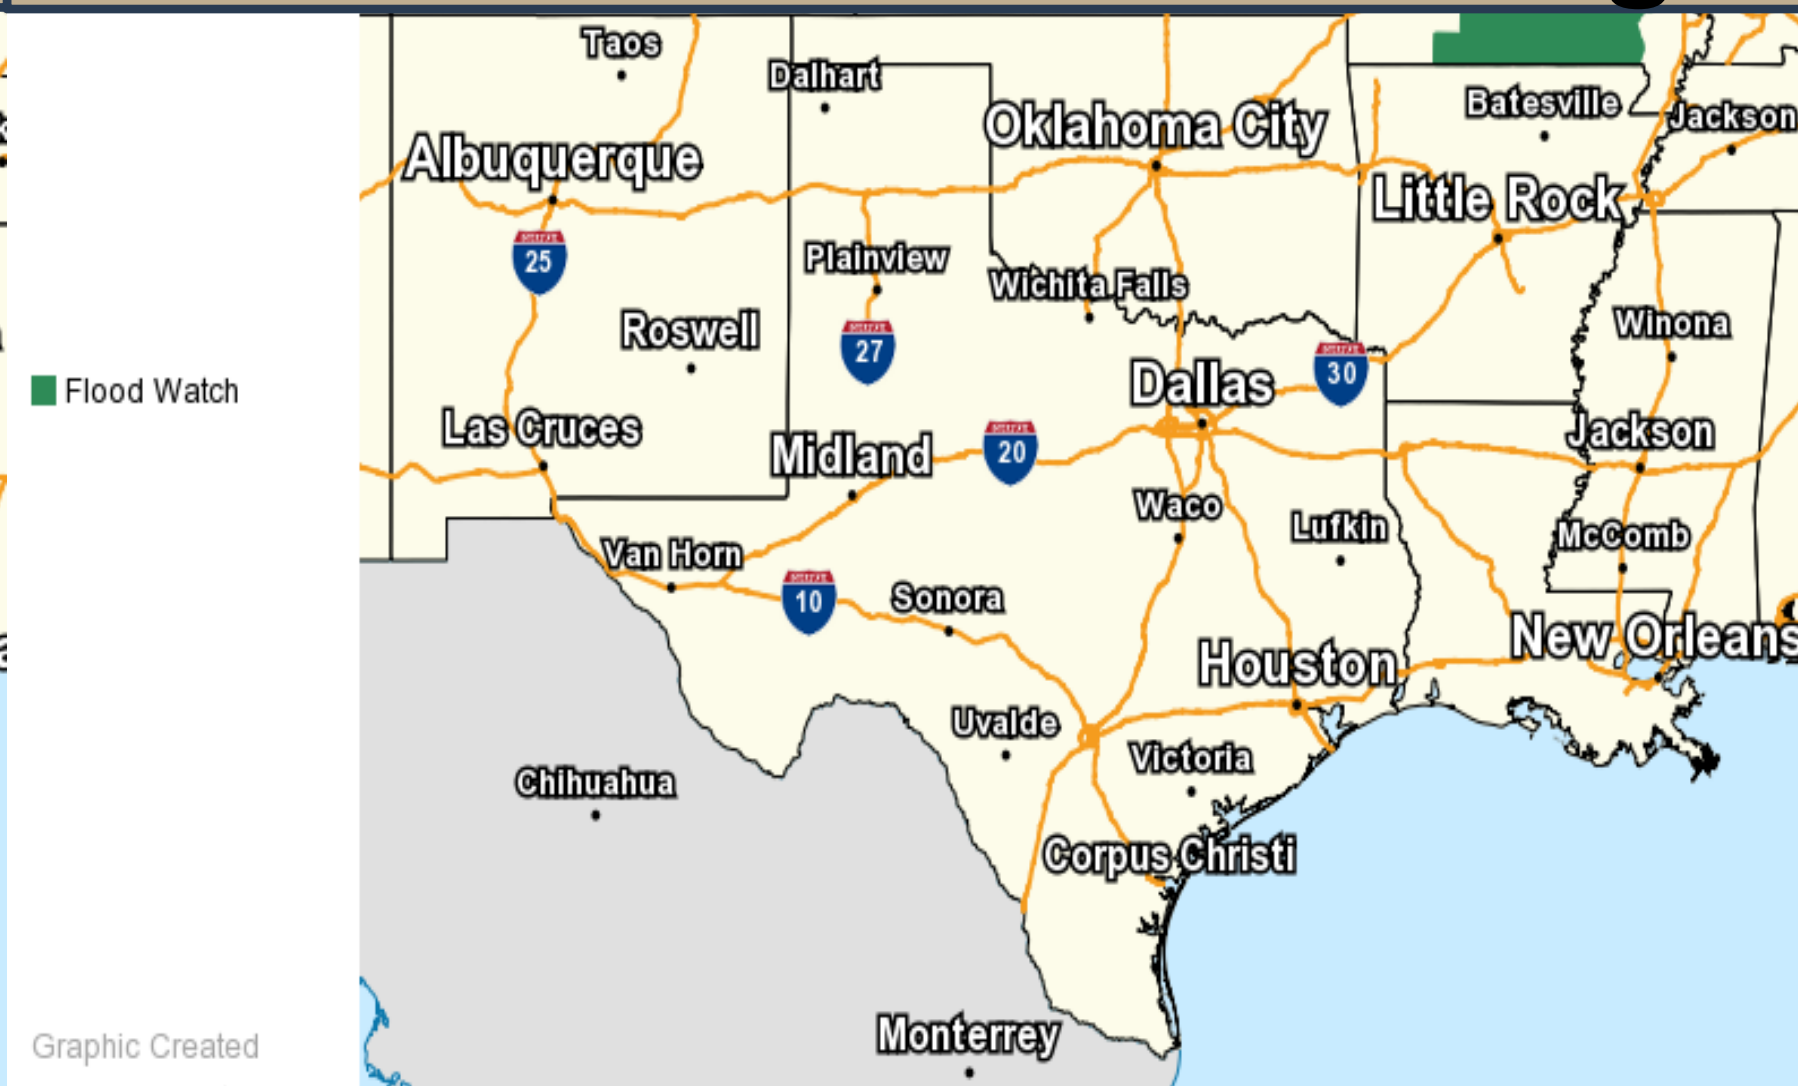 Taos
Dalhart
Oklahoma City
Batesville
Jackson
Albuquerque
Little Rock
25
Plainview
Wichita Falls
Roswell
27
Winona
30
Dallas
Flood Watch
Las Cruces
Midland
20
Jackson
Waco
Lufkin
McComb
Van Horn
10
Sonora
New Orleans
Houston
Uvalde
Victoria
Chihuahua
Corpus Christi
Monterrey
Graphic Created